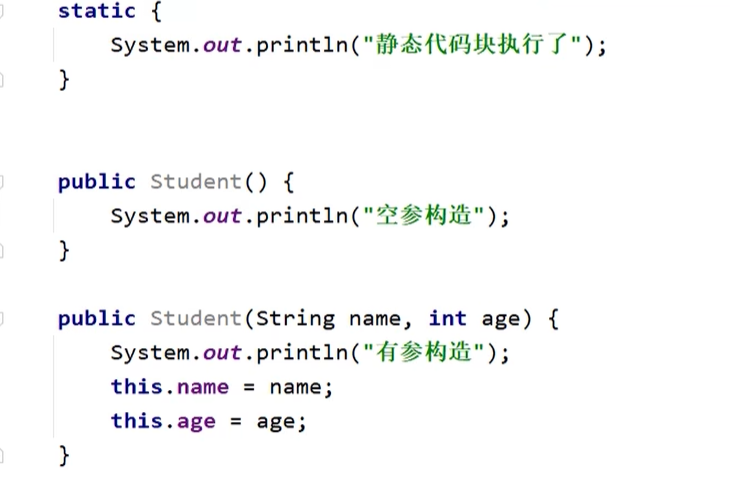 static {
System.out.println("静态代码块执行了");
}
public Student() {
System.out.println("空参构造");
}
public Student(String name, int age) {
System.out.println("有参构造");
this.name = name;
this.age = age;
}